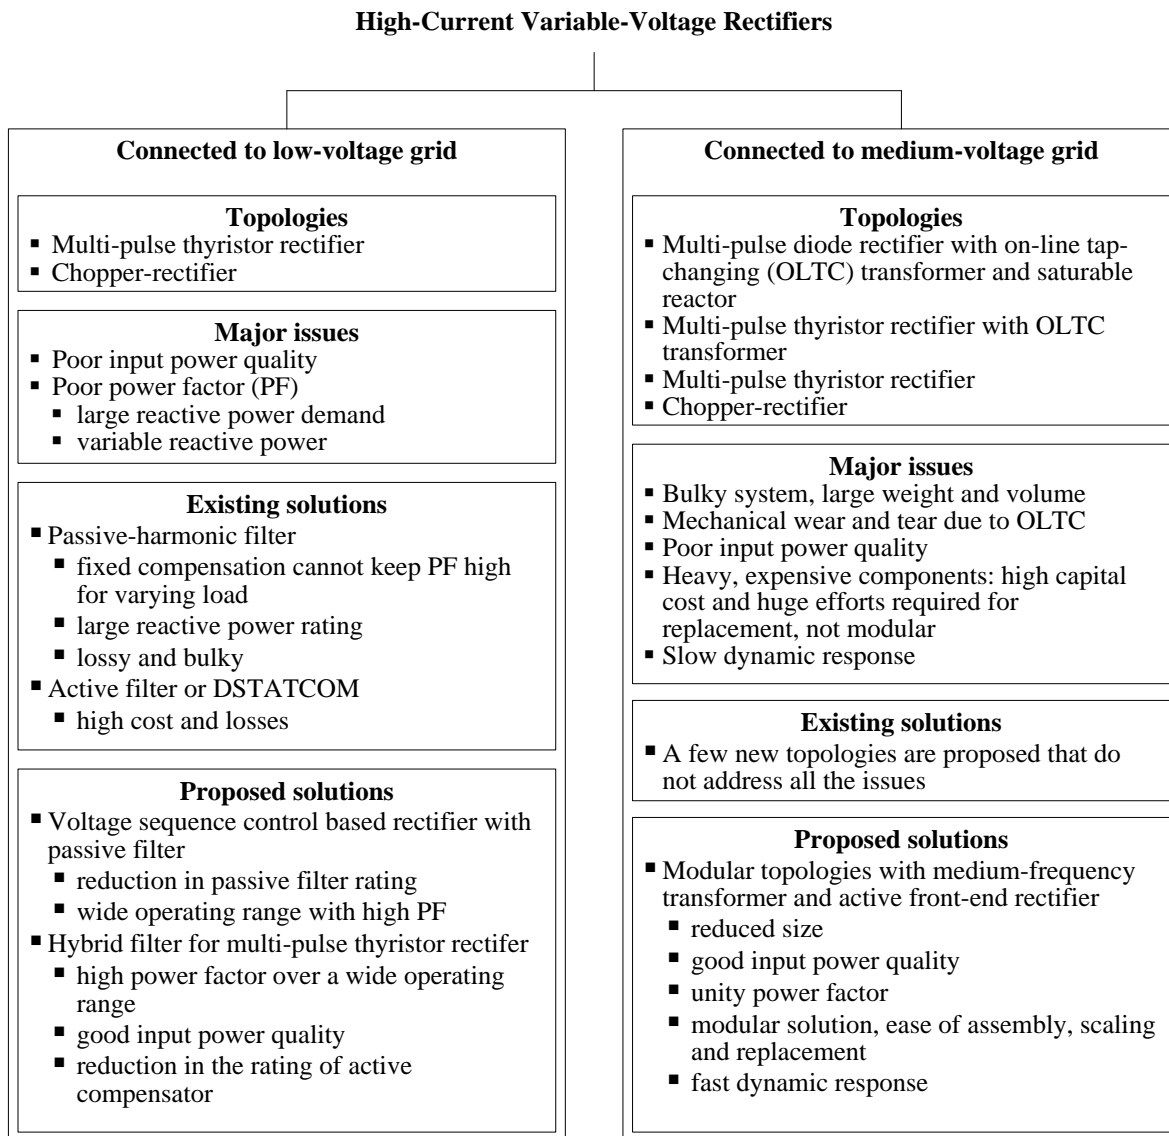 High-Current Variable-Voltage Rectifiers
Connected to low-voltage grid
Topologies
▪ Multi-pulse thyristor rectifier
▪ Chopper-rectifier
Major issues
▪ Poor input power quality
▪ Poor power factor (PF)
▪ large reactive power demand
▪ variable reactive power
Existing solutions
▪ Passive-harmonic filter
▪ fixed compensation cannot keep PF high
for varying load
▪ large reactive power rating
▪ lossy and bulky
▪ Active filter or DSTATCOM
▪ high cost and losses
Proposed solutions
▪ Voltage sequence control based rectifier with
passive filter
▪ reduction in passive filter rating
▪ wide operating range with high PF
▪ Hybrid filter for multi-pulse thyristor rectifer
▪ high power factor over a wide operating
range
▪ good input power quality
▪ reduction in the rating of active
compensator
Connected to medium-voltage grid
Topologies
▪ Multi-pulse diode rectifier with on-line tap-
changing (OLTC) transformer and saturable
reactor
▪ Multi-pulse thyristor rectifier with OLTC
transformer
▪ Multi-pulse thyristor rectifier
▪ Chopper-rectifier
Major issues
▪ Bulky system, large weight and volume
▪ Mechanical wear and tear due to OLTC
▪ Poor input power quality
▪ Heavy, expensive components: high capital
cost and huge efforts required for
replacement, not modular
▪ Slow dynamic response
Existing solutions
▪ A few new topologies are proposed that do
not address all the issues
Proposed solutions
▪ Modular topologies with medium-frequency
transformer and active front-end rectifier
▪ reduced size
▪ good input power quality
▪ unity power factor
▪ modular solution, ease of assembly, scaling
and replacement
▪ fast dynamic response